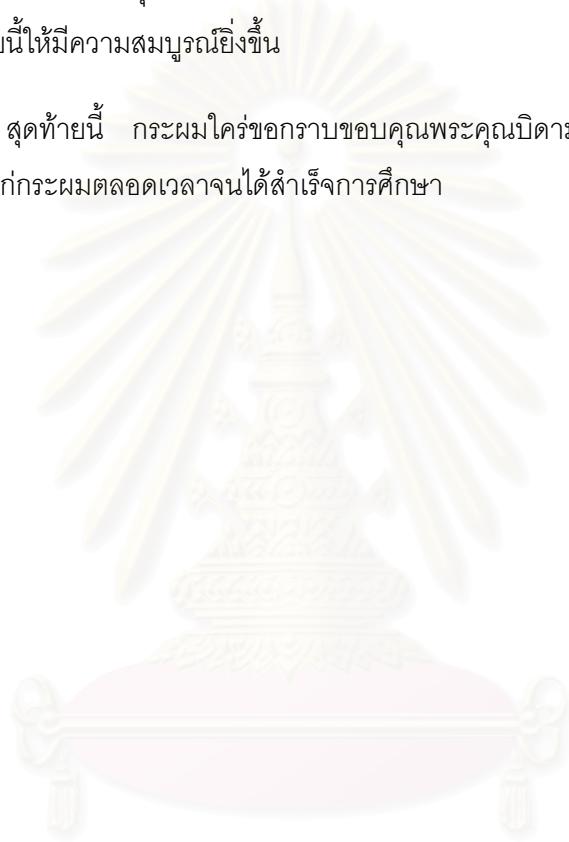 นี้ให้มีความสมบูรณ์ยิ่งขึ้น
สุดท้ายนี้ กระผมใคร่ขอกราบขอบคุณพระคุณบิดา
กระผมตลอดเวลาจนได้สำเร็จการศึกษา